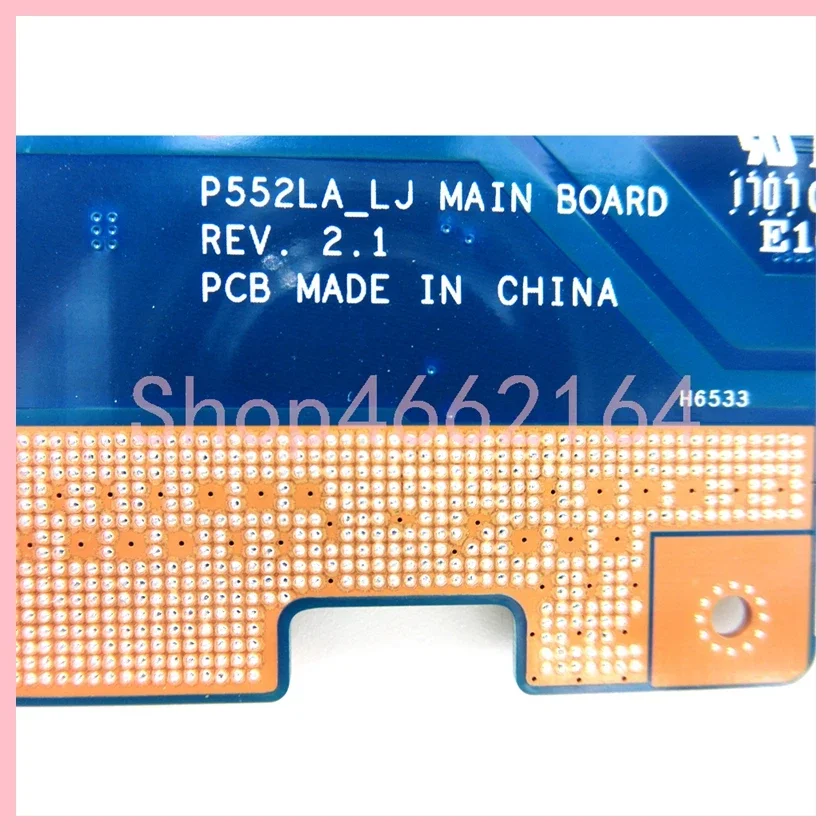 P552LA_LJ MAIN BOARD
REV. 2.1
PCB MADE IN CHINA
Shop4662164
H6533